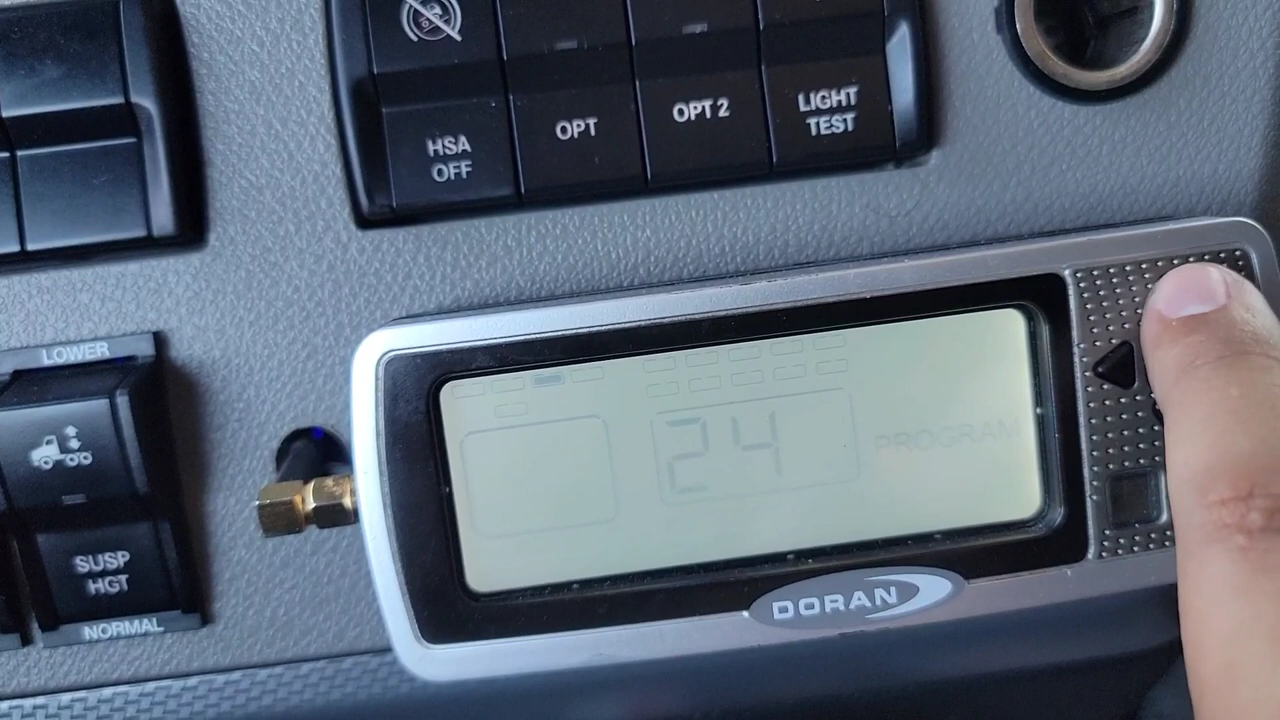 HSA
OFF
OPT
OPT 2
LIGHT
TEST
LOWER
SUSP
HGT
NORMAL
24
PROGRAM
DORAN